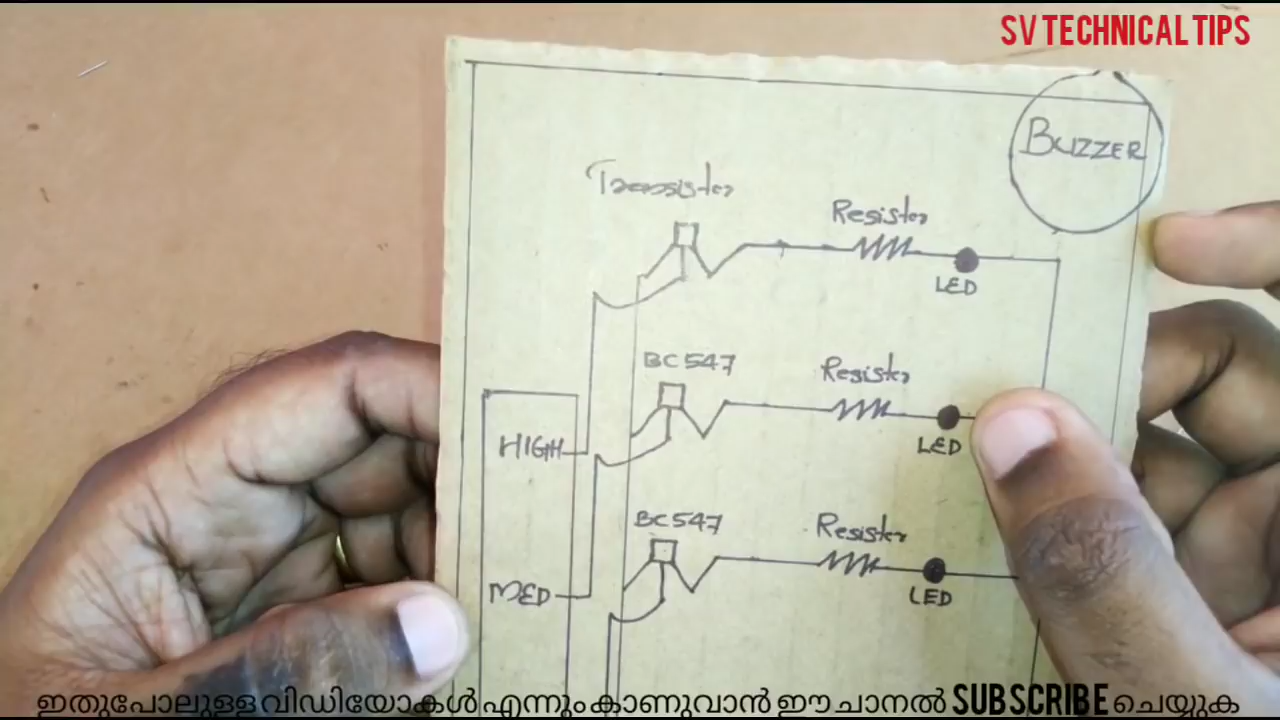 SV TECHNICAL TIPS
BUZZER
Transister
Resister
LED
BC547
Resister
LED
HIGH
BC547
Resister
MED
LED
ഇതുപോലുള്ള വിഡിയോകൾ എന്നും കാണുവാൻ ഈ ചാനൽ SUBSCRIBE ചെയ്യുക